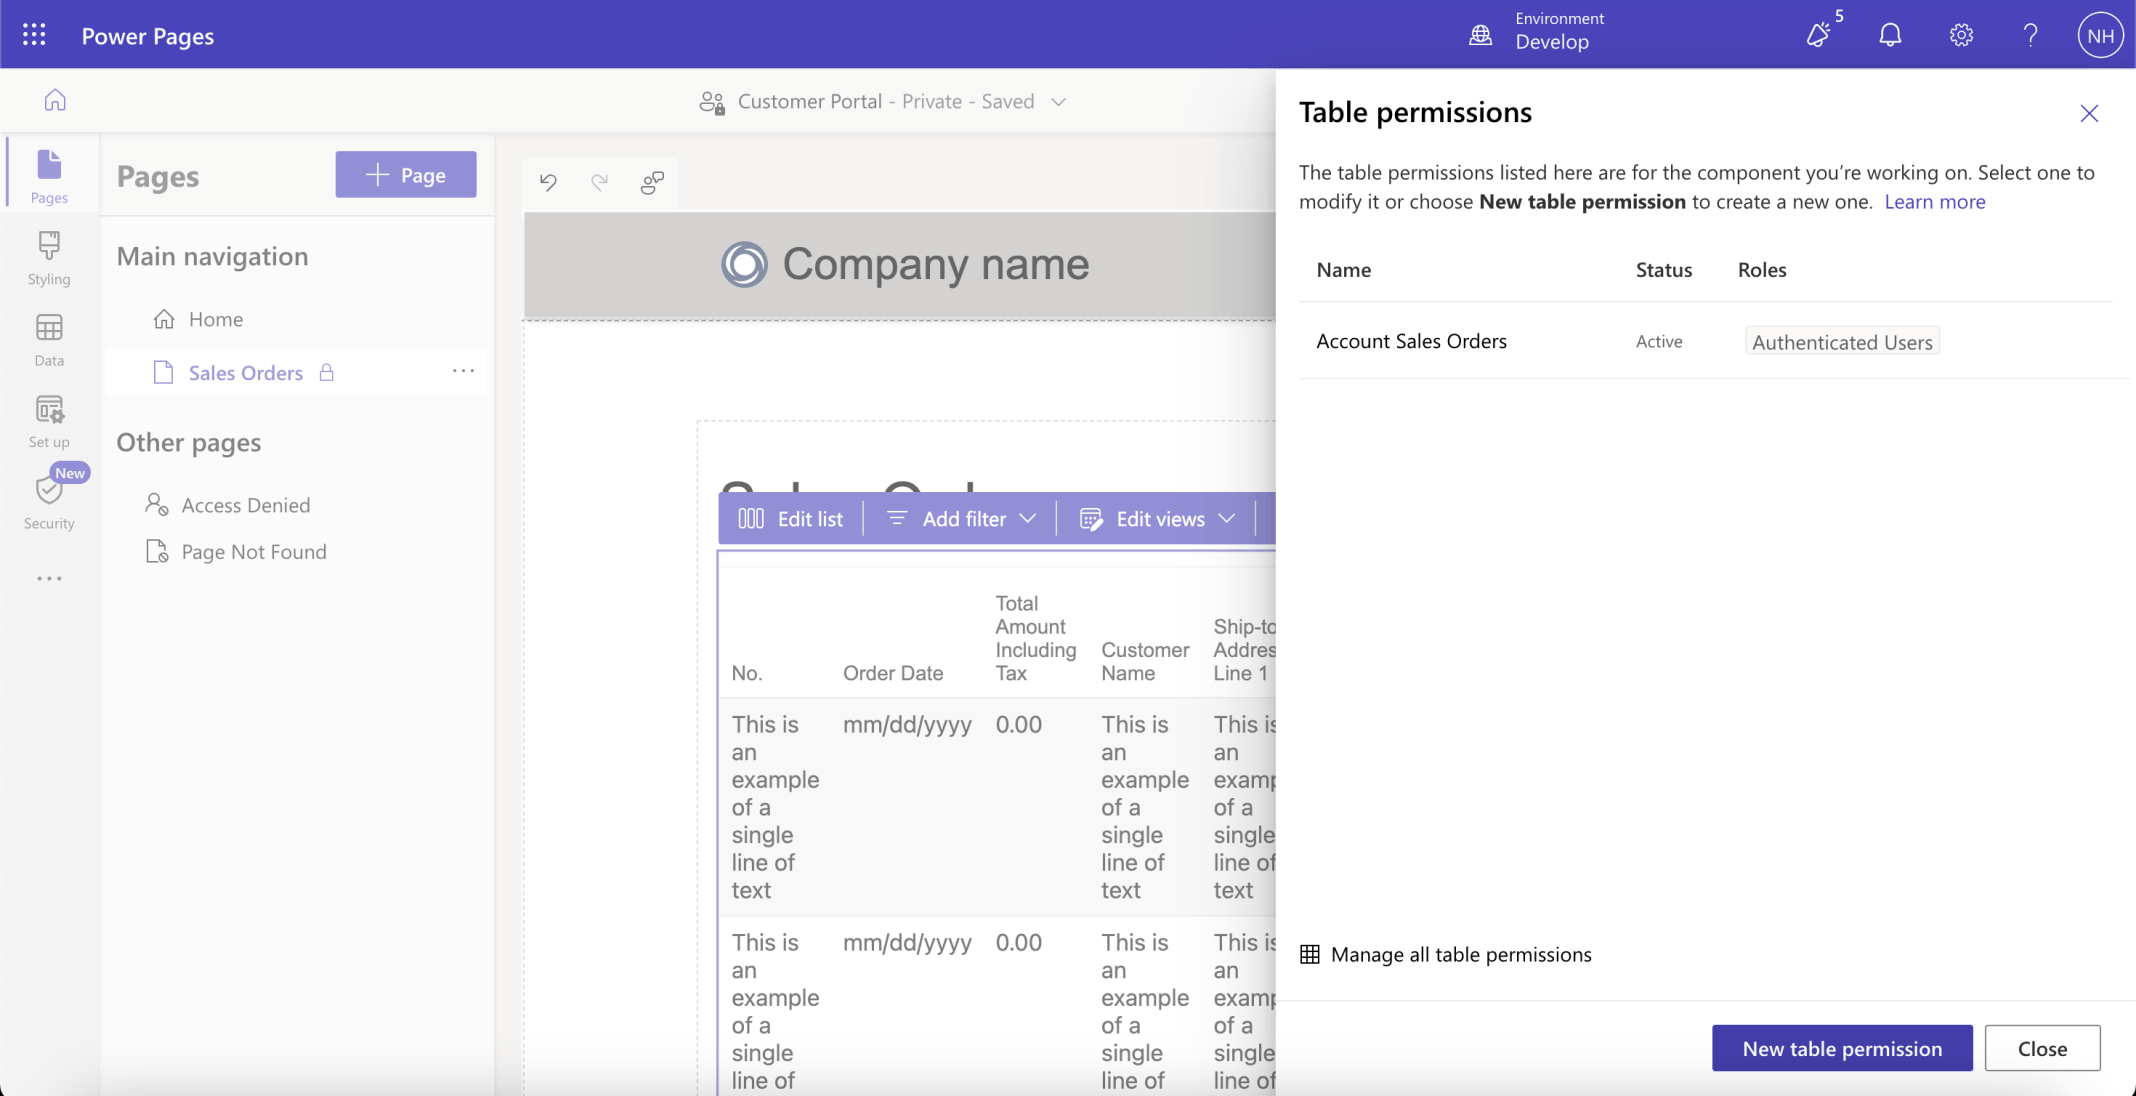 Power Pages
Environment
Develop
5
NH
Customer Portal - Private - Saved
Pages
Styling
Data
Set up
New
Security
Pages
Page
Main navigation
Home
Sales Orders
Other pages
Access Denied
Page Not Found
Company name
Edit list
Add filter
Edit views
No.
Order Date
Total
Amount
Including
Tax
Customer
Name
Ship-to
Addres
Line 1
This is
an
example
of a
single
line of
text
mm/dd/yyyy
0.00
This is
an
example
of a
single
line of
text
This is
an
examp
of a
single
line of
text
This is
an
example
of a
single
line of
mm/dd/yyyy
0.00
This is
an
example
of a
single
line of
This is
an
examp
of a
single
line of
Table permissions
The table permissions listed here are for the component you're working on. Select one to
modify it or choose New table permission to create a new one. Learn more
Name Status Roles
Account Sales Orders Active Authenticated Users
Manage all table permissions
New table permission
Close